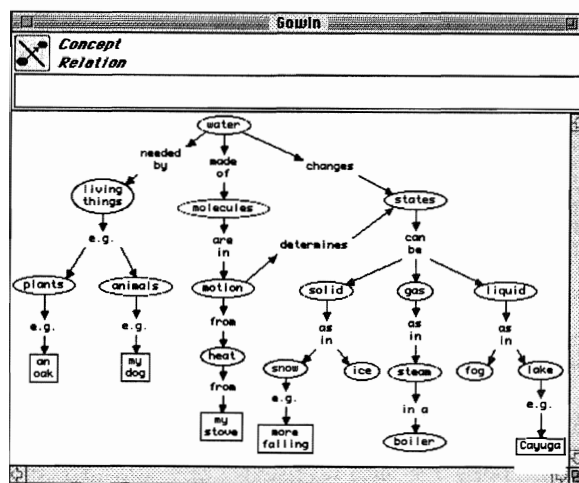 Gowin
Concept
Relation
water
needed
by
made
of
changes
living
things
molecules
states
e.g.
are
in
determines
can
be
plants
animals
motion
solid
gas
liquid
e.g.
e.g.
from
as
in
as
in
as
in
an
oak
my
dog
heat
snow
ice
steam
fog
lake
from
e.g.
in a
e.g.
my
stove
more
falling
boiler
Cayuga